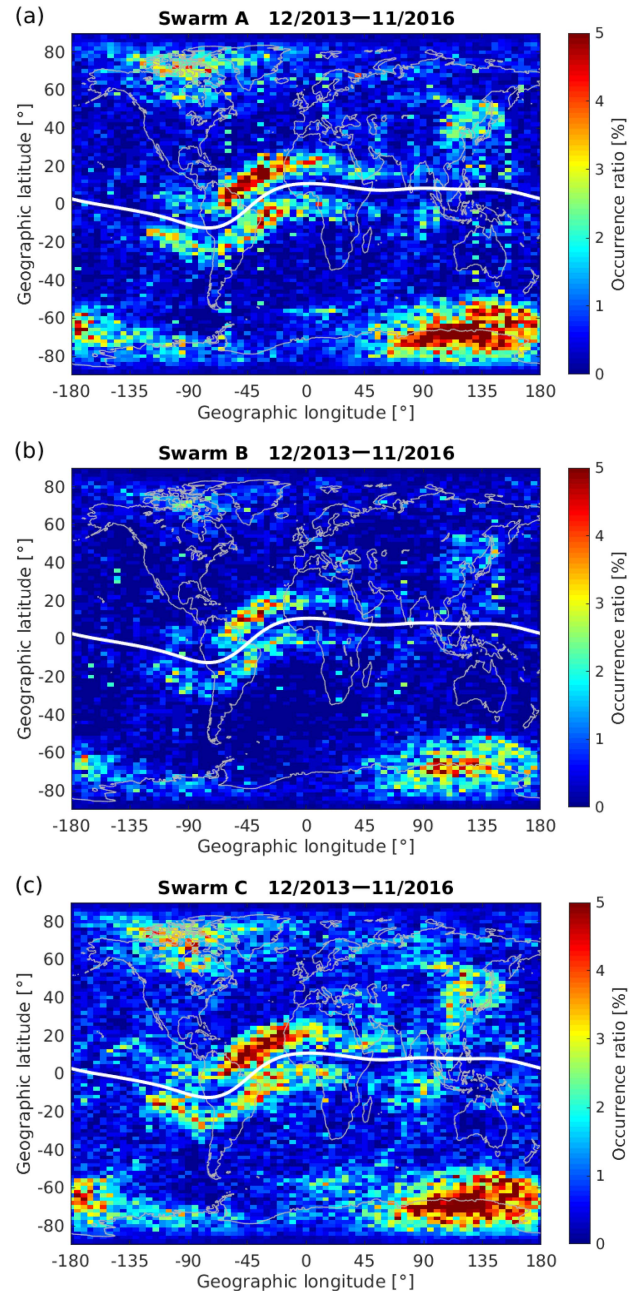 (a)
Swarm A 12/2013—11/2016
80
60
40
20
0
-20
-40
-60
-80
Geographic latitude [°]
-180 -135 -90 -45 0 45 90 135 180
Geographic longitude [°]
5
4
3
2
1
0
Occurrence ratio [%]
(b)
Swarm B 12/2013—11/2016
80
60
40
20
0
-20
-40
-60
-80
Geographic latitude [°]
-180 -135 -90 -45 0 45 90 135 180
Geographic longitude [°]
5
4
3
2
1
0
Occurrence ratio [%]
(c)
Swarm C 12/2013—11/2016
80
60
40
20
0
-20
-40
-60
-80
Geographic latitude [°]
-180 -135 -90 -45 0 45 90 135 180
Geographic longitude [°]
5
4
3
2
1
0
Occurrence ratio [%]